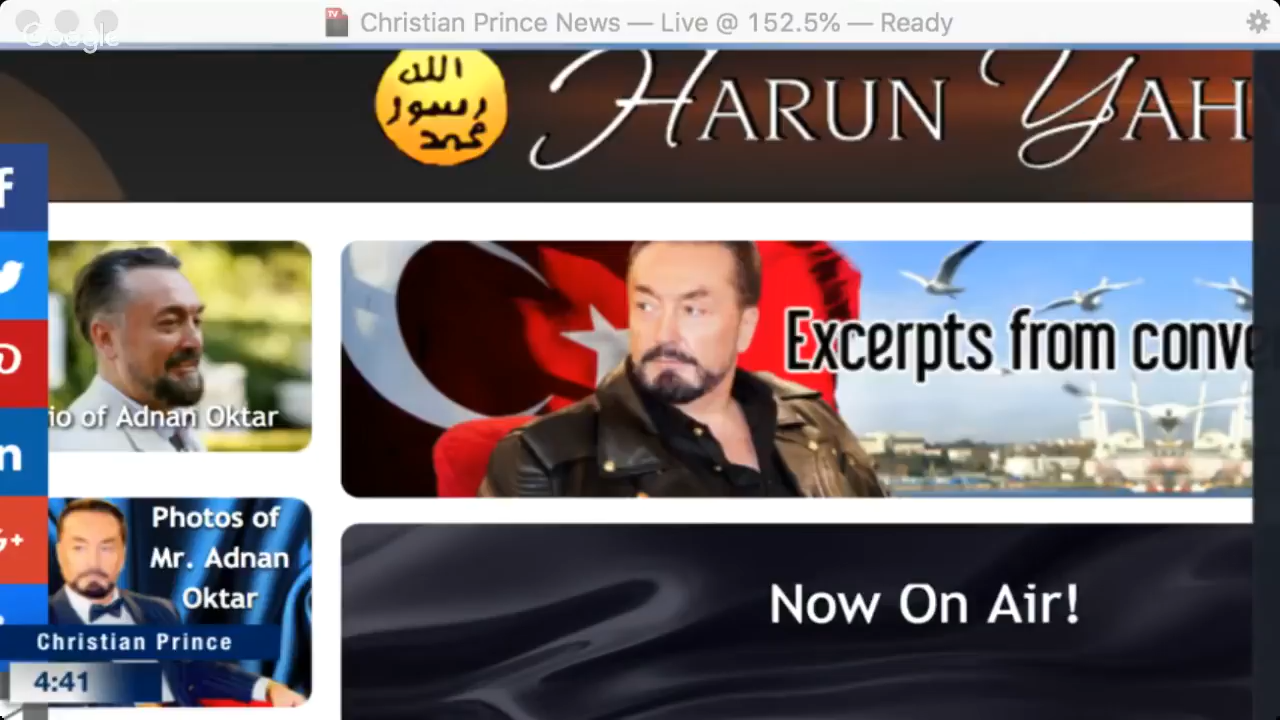 Christian Prince News — Live @ 152.5% — Ready
Google
الله
رسول
محمد
HARUN YAH
io of Adnan Oktar
Excerpts from conve
Photos of
Mr. Adnan
Oktar
Now On Air!
Christian Prince
4:41